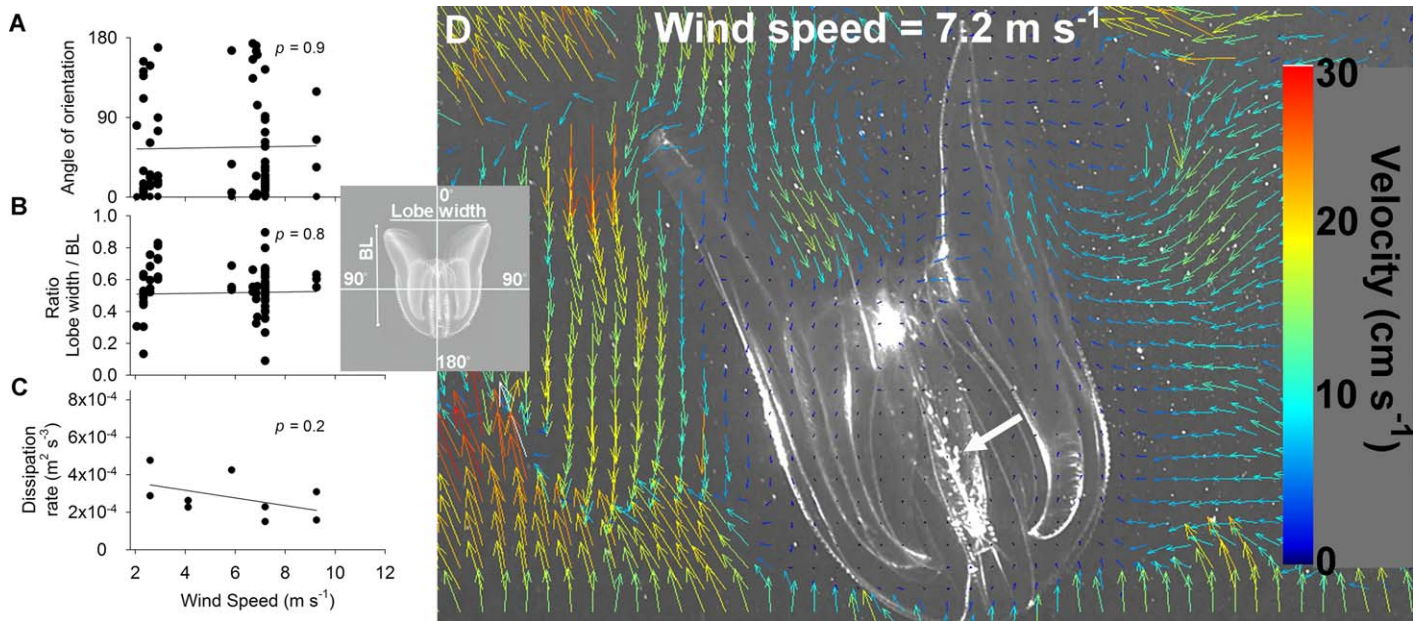 A
180
90
0
Angle of orientation
p = 0.9
B
1.0
0.8
0.6
0.4
0.2
0.0
Ratio
Lobe width / BL
p = 0.8
C
8x10⁻⁴
6x10⁻⁴
4x10⁻⁴
2x10⁻⁴
0
Dissipation
rate (m² s⁻³)
p = 0.2
0 2 4 6 8 10 12
Wind Speed (m s⁻¹)
0°
Lobe width
BL
90° 90°
180°
D Wind speed = 7.2 m s⁻¹
30
20
10
0
Velocity (cm s⁻¹)